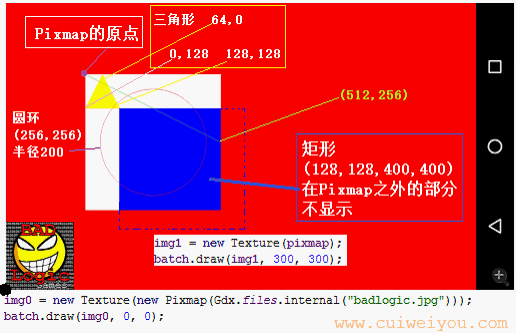 三角形 64,0
Pixmap的原点
0,128 128,128
(512,256)
圆环
(256,256)
半径200
矩形
(128,128,400,400)
在Pixmap之外的部分
不显示
BAD
LOGIC
GAMES
img1 = new Texture(pixmap);
batch.draw(img1, 300, 300);
img0 = new Texture(new Pixmap(Gdx.files.internal("badlogic.jpg")));
batch.draw(img0, 0, 0);
www.cuiweiyou.com